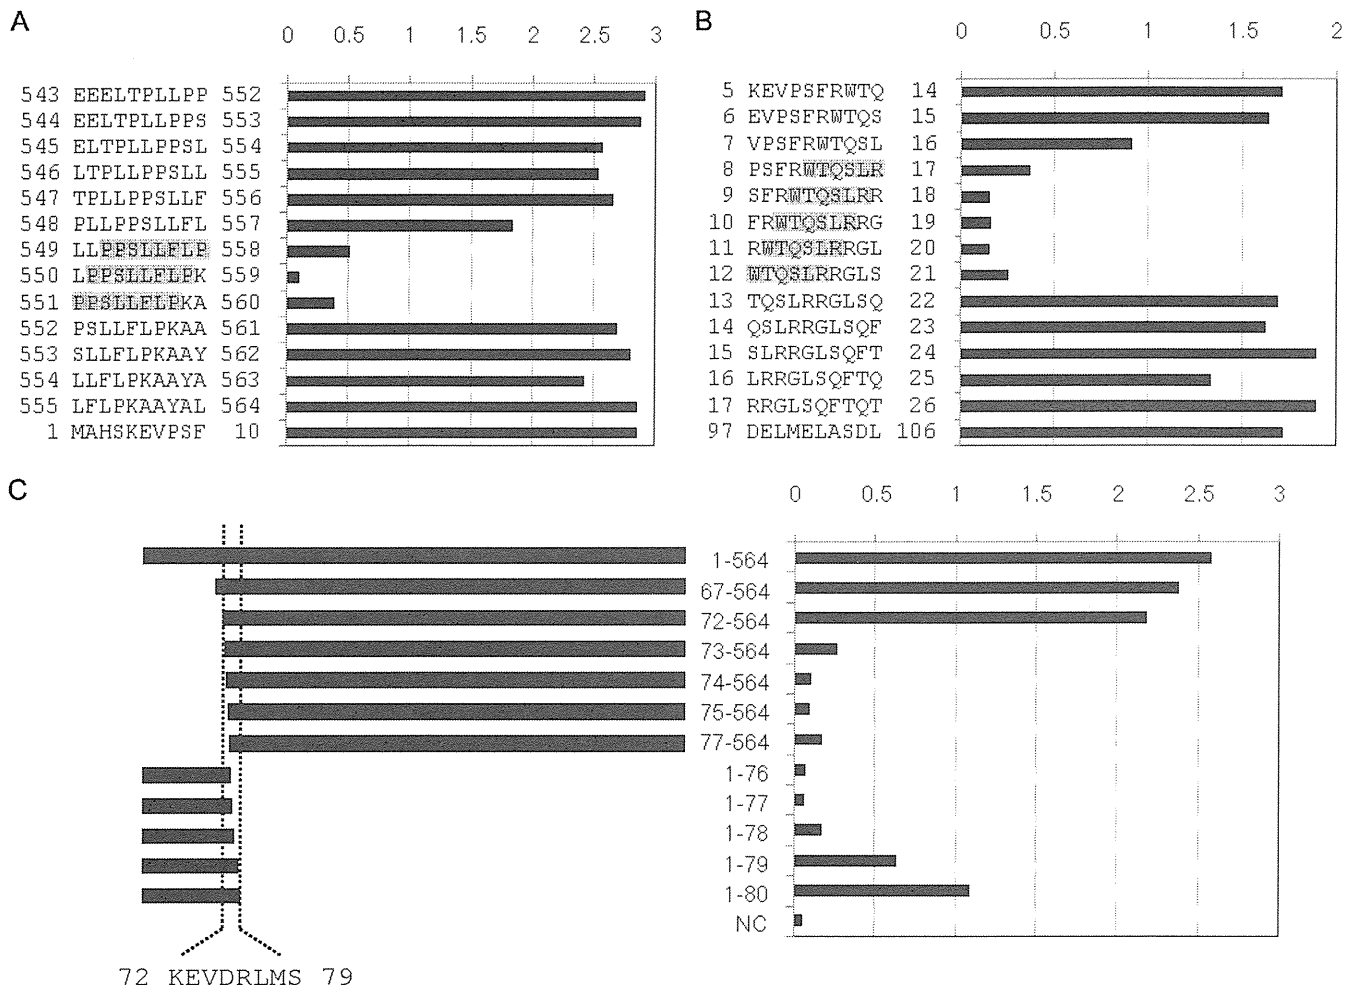 A
0 0.5 1 1.5 2 2.5 3
543 EEELTPLLPP 552
544 EELTPLLPPS 553
545 ELTPLLPPSL 554
546 LTPLLPPSLL 555
547 TPLLPPSLLF 556
548 PLLPPSLLFL 557
549 LLPPSLLFLP 558
550 LPPSLLFLPK 559
551 PPSLLFLPKA 560
552 PSLLFLPKAA 561
553 SLLFLPKAAY 562
554 LLFLPKAAYA 563
555 LFLPKAAYAL 564
1 MAHSKEVPSF 10
B
0 0.5 1 1.5 2
5 KEVPSFRWTQ 14
6 EVPSFRWTQS 15
7 VPSFRWTQSL 16
8 PSFRWTQSLR 17
9 SFRWTQSLRR 18
10 FRWTQSLRRG 19
11 RWTQSLRRGL 20
12 WTQSLRRGLS 21
13 TQSLRRGLSQ 22
14 QSLRRGLSQF 23
15 SLRRGLSQFT 24
16 LRRGLSQFTQ 25
17 RRGLSQFTQT 26
97 DELMELASDL 106
C
0 0.5 1 1.5 2 2.5 3
1-564
67-564
72-564
73-564
74-564
75-564
77-564
1-76
1-77
1-78
1-79
1-80
NC
72 KEVDRLMS 79